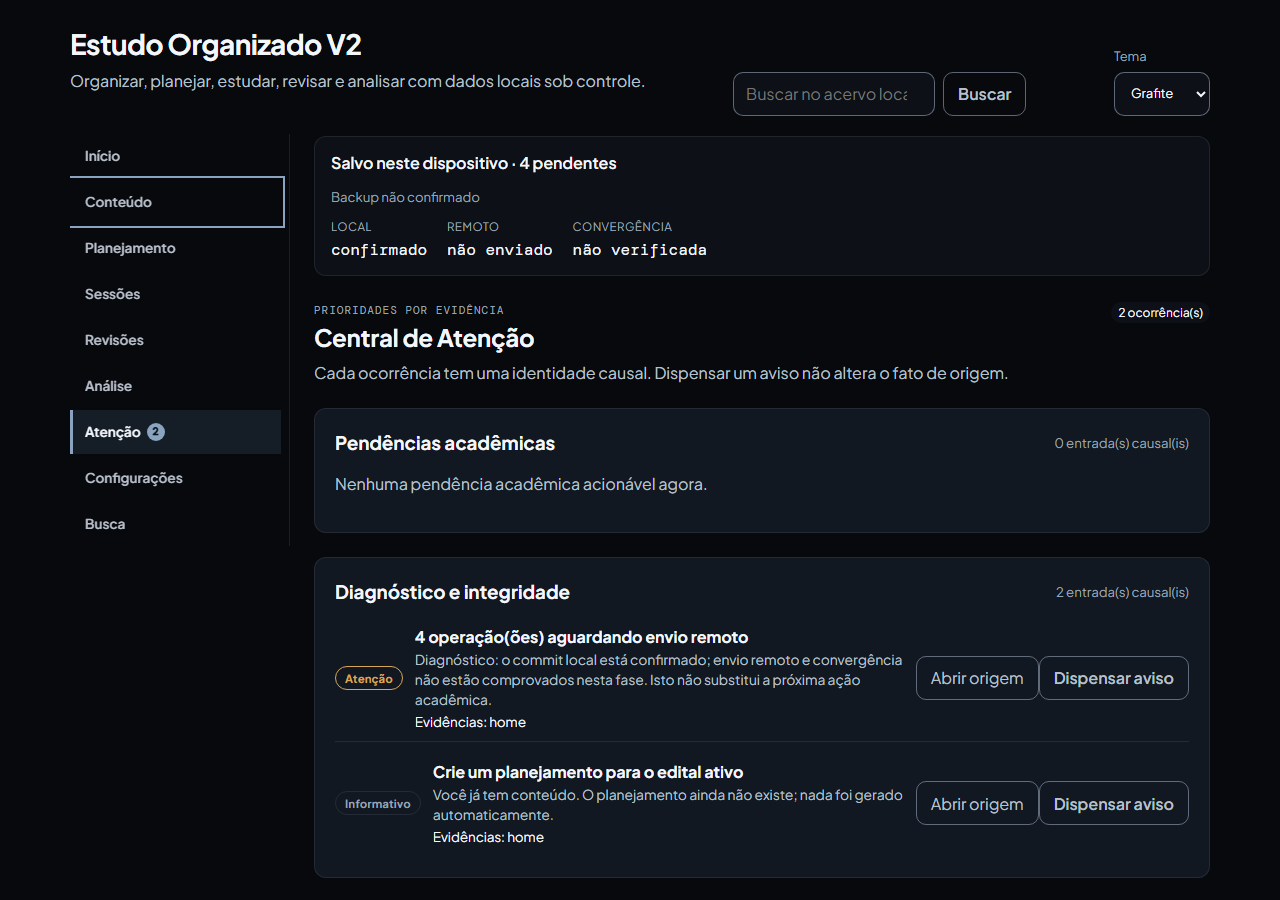 Estudo Organizado V2
Organizar, planejar, estudar, revisar e analisar com dados locais sob controle.
Buscar no acervo loca
Buscar
Tema
Grafite
Início
Conteúdo
Planejamento
Sessões
Revisões
Análise
Atenção 2
Configurações
Busca
Salvo neste dispositivo · 4 pendentes
Backup não confirmado
LOCAL REMOTO CONVERGÊNCIA
confirmado não enviado não verificada
PRIORIDADES POR EVIDÊNCIA
2 ocorrência(s)
Central de Atenção
Cada ocorrência tem uma identidade causal. Dispensar um aviso não altera o fato de origem.
Pendências acadêmicas
0 entrada(s) causal(is)
Nenhuma pendência acadêmica acionável agora.
Diagnóstico e integridade
2 entrada(s) causal(is)
Atenção
4 operação(ões) aguardando envio remoto
Diagnóstico: o commit local está confirmado; envio remoto e convergência
não estão comprovados nesta fase. Isto não substitui a próxima ação
acadêmica.
Evidências: home
Abrir origem
Dispensar aviso
Informativo
Crie um planejamento para o edital ativo
Você já tem conteúdo. O planejamento ainda não existe; nada foi gerado
automaticamente.
Evidências: home
Abrir origem
Dispensar aviso